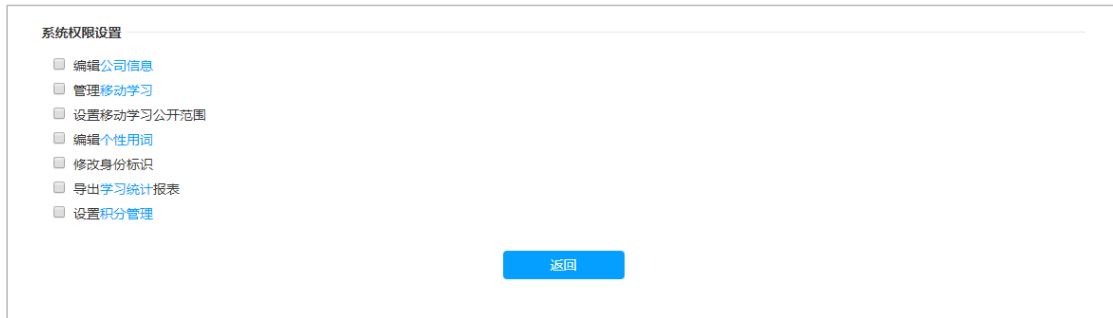 系统权限设置
编辑公司信息
管理移动学习
设置移动学习公开范围
编辑个性用词
修改身份标识
导出学习统计报表
设置积分管理
返回